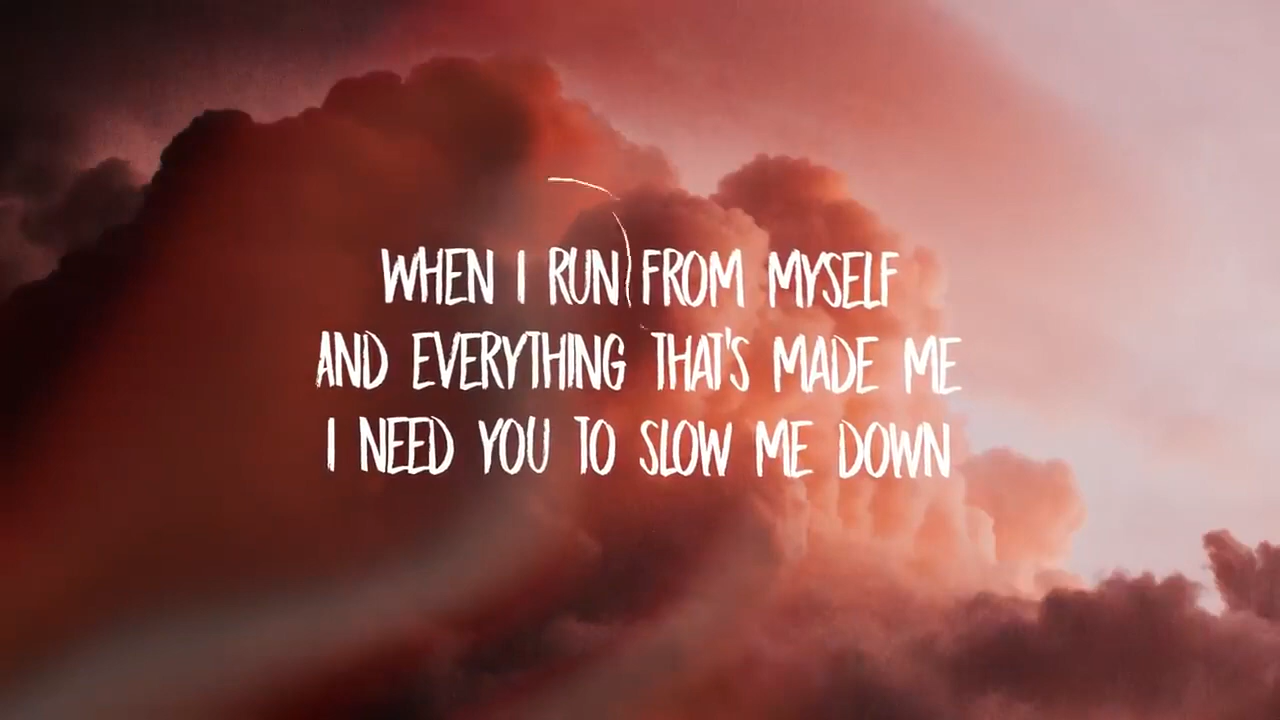 WHEN I RUN FROM MYSELF
AND EVERYTHING THAT'S MADE ME
I NEED YOU TO SLOW ME DOWN